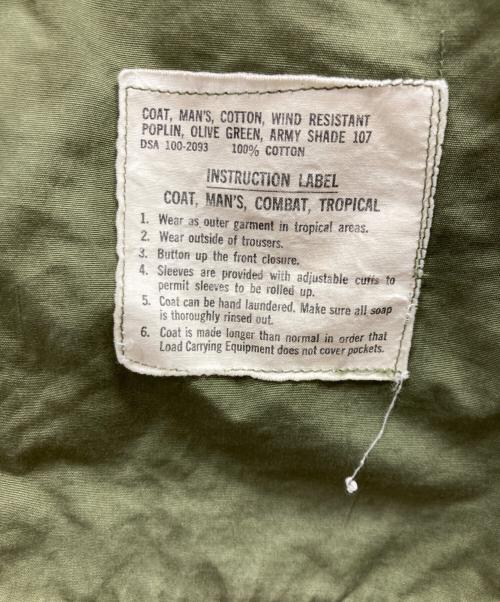 COAT, MAN'S, COTTON, WIND RESISTANT
POPLIN, OLIVE GREEN, ARMY SHADE 107
DSA 100-2093 100% COTTON
INSTRUCTION LABEL
COAT, MAN'S, COMBAT, TROPICAL
1. Wear as outer garment in tropical areas.
2. Wear outside of trousers.
3. Button up the front closure.
4. Sleeves are provided with adjustable cuffs to
permit sleeves to be rolled up.
5. Coat can be hand laundered. Make sure all soap
is thoroughly rinsed out.
6. Coat is made longer than normal in order that
Load Carrying Equipment does not cover pockets.